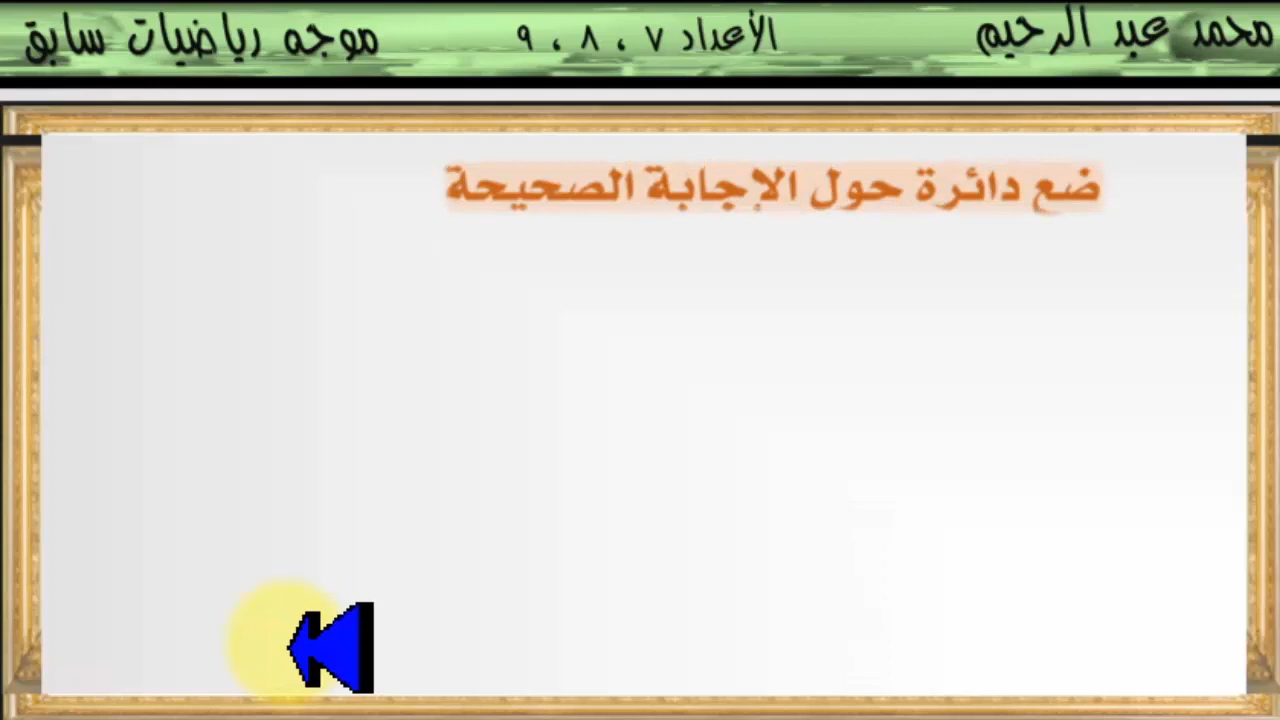 محمد عبد الرحيم الأعداد ٧ ، ٨ ، ٩ موجه رياضيات سابق
ضع دائرة حول الإجابة الصحيحة